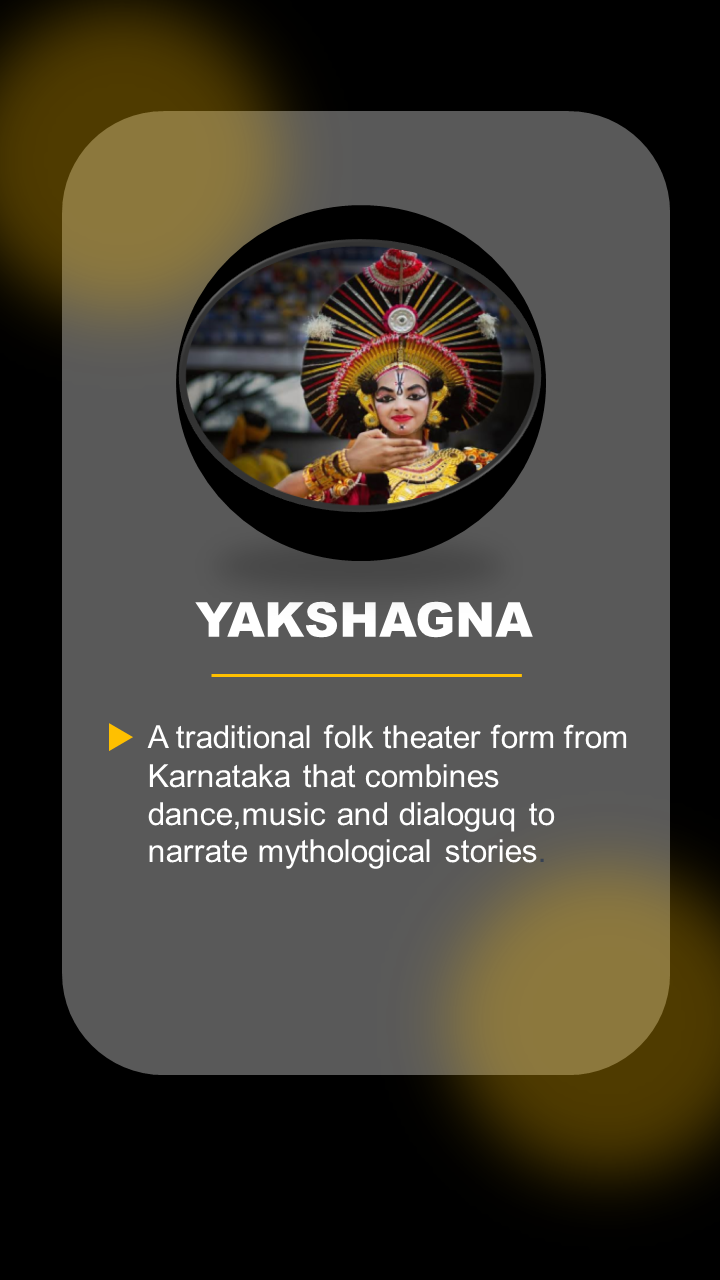 YAKSHAGNA
A traditional folk theater form from
Karnataka that combines
dance,music and dialoguq to
narrate mythological stories.